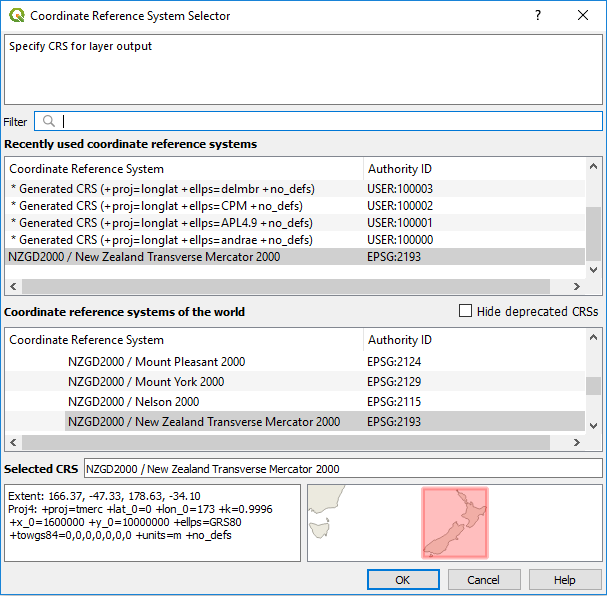 Coordinate Reference System Selector ?
Specify CRS for layer output
Filter
Recently used coordinate reference systems
Coordinate Reference System Authority ID
* Generated CRS (+proj=longlat +ellps=delmbr +no_defs) USER:100003
* Generated CRS (+proj=longlat +ellps=CPM +no_defs) USER:100002
* Generated CRS (+proj=longlat +ellps=APL4.9 +no_defs) USER:100001
* Generated CRS (+proj=longlat +ellps=andrae +no_defs) USER:100000
NZGD2000 / New Zealand Transverse Mercator 2000 EPSG:2193
Coordinate reference systems of the world Hide deprecated CRSs
Coordinate Reference System Authority ID
NZGD2000 / Mount Pleasant 2000 EPSG:2124
NZGD2000 / Mount York 2000 EPSG:2129
NZGD2000 / Nelson 2000 EPSG:2115
NZGD2000 / New Zealand Transverse Mercator 2000 EPSG:2193
Selected CRS NZGD2000 / New Zealand Transverse Mercator 2000
Extent: 166.37, -47.33, 178.63, -34.10
Proj4: +proj=tmerc +lat_0=0 +lon_0=173 +k=0.9996
+x_0=1600000 +y_0=10000000 +ellps=GRS80
+towgs84=0,0,0,0,0,0,0 +units=m +no_defs
OK Cancel Help